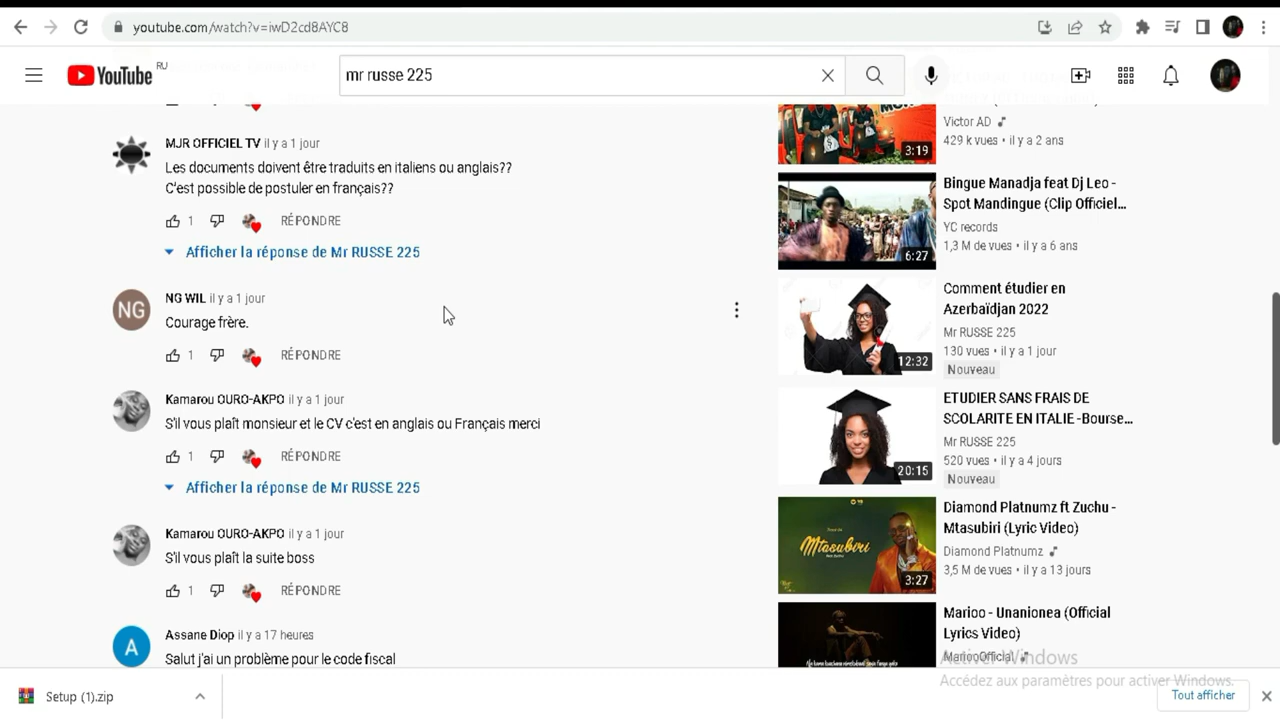 youtube.com/watch?v=iwD2cd8AYC8
YouTube RU
mr russe 225
MJR OFFICIEL TV il y a 1 jour
Les documents doivent être traduits en italiens ou anglais??
C'est possible de postuler en français??
1 RÉPONDRE
Afficher la réponse de Mr RUSSE 225
NG
NG WIL il y a 1 jour
Courage frère.
1 RÉPONDRE
Kamarou OURO-AKPO il y a 1 jour
S'il vous plaît monsieur et le CV c'est en anglais ou Français merci
1 RÉPONDRE
Afficher la réponse de Mr RUSSE 225
Kamarou OURO-AKPO il y a 1 jour
S'il vous plaît la suite boss
1 RÉPONDRE
A
Assane Diop il y a 17 heures
Salut j'ai un problème pour le code fiscal
3:19
Victor AD
429 k vues • il y a 2 ans
6:27
Bingue Manadja feat Dj Leo -
Spot Mandingue (Clip Officiel...
YC records
1,3 M de vues • il y a 6 ans
12:32
Comment étudier en
Azerbaïdjan 2022
Mr RUSSE 225
130 vues • il y a 1 jour
Nouveau
20:15
ETUDIER SANS FRAIS DE
SCOLARITE EN ITALIE -Bourse...
Mr RUSSE 225
520 vues • il y a 4 jours
Nouveau
Mtasubiri
3:27
Diamond Platnumz ft Zuchu -
Mtasubiri (Lyric Video)
Diamond Platnumz
3,5 M de vues • il y a 13 jours
Marioo - Unanionea (Official
Lyrics Video)
MariooOfficial
Activer Windows
Accédez aux paramètres pour activer Windows.
Setup (1).zip
Tout afficher